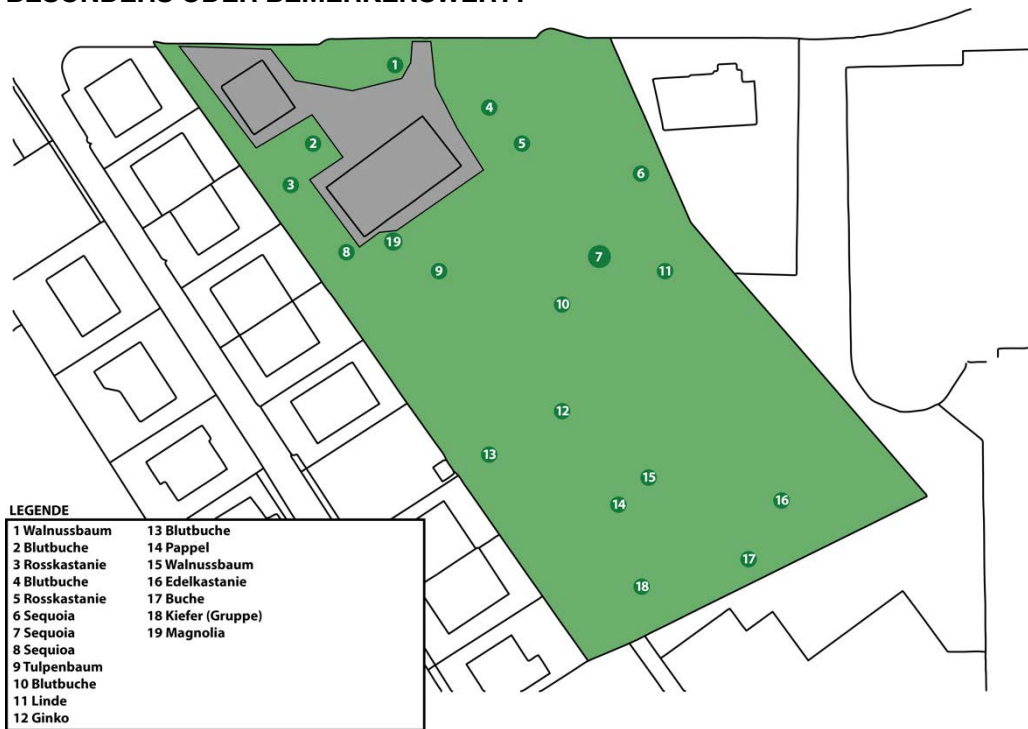 BESONDERS ODER BEMERKENSWERT?
1
4
2
5
6
3
19
8
7
9
11
10
12
13
15
14
16
17
18
LEGENDE
1 Walnussbaum
2 Blutbuche
3 Rosskastanie
4 Blutbuche
5 Rosskastanie
6 Sequoia
7 Sequoia
8 Sequioa
9 Tulpenbaum
10 Blutbuche
11 Linde
12 Ginko
13 Blutbuche
14 Pappel
15 Walnussbaum
16 Edelkastanie
17 Buche
18 Kiefer (Gruppe)
19 Magnolia